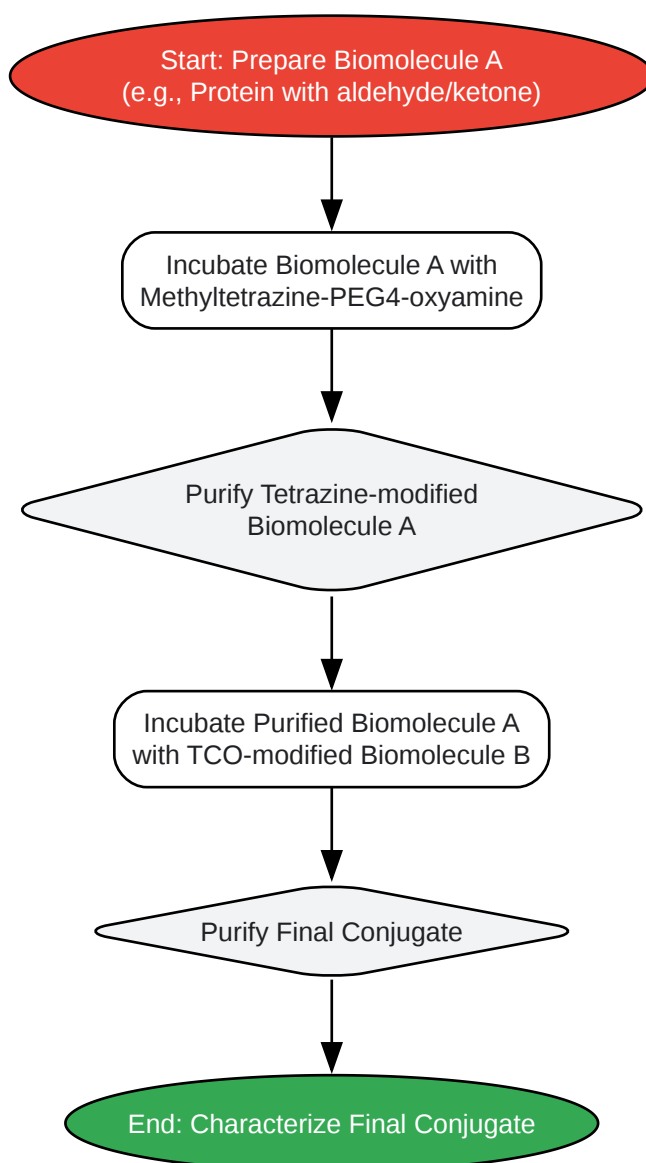 Start: Prepare Biomolecule A
(e.g., Protein with aldehyde/ketone)
Incubate Biomolecule A with
Methyltetrazine-PEG4-oxyamine
Purify Tetrazine-modified
Biomolecule A
Incubate Purified Biomolecule A
with TCO-modified Biomolecule B
Purify Final Conjugate
End: Characterize Final Conjugate